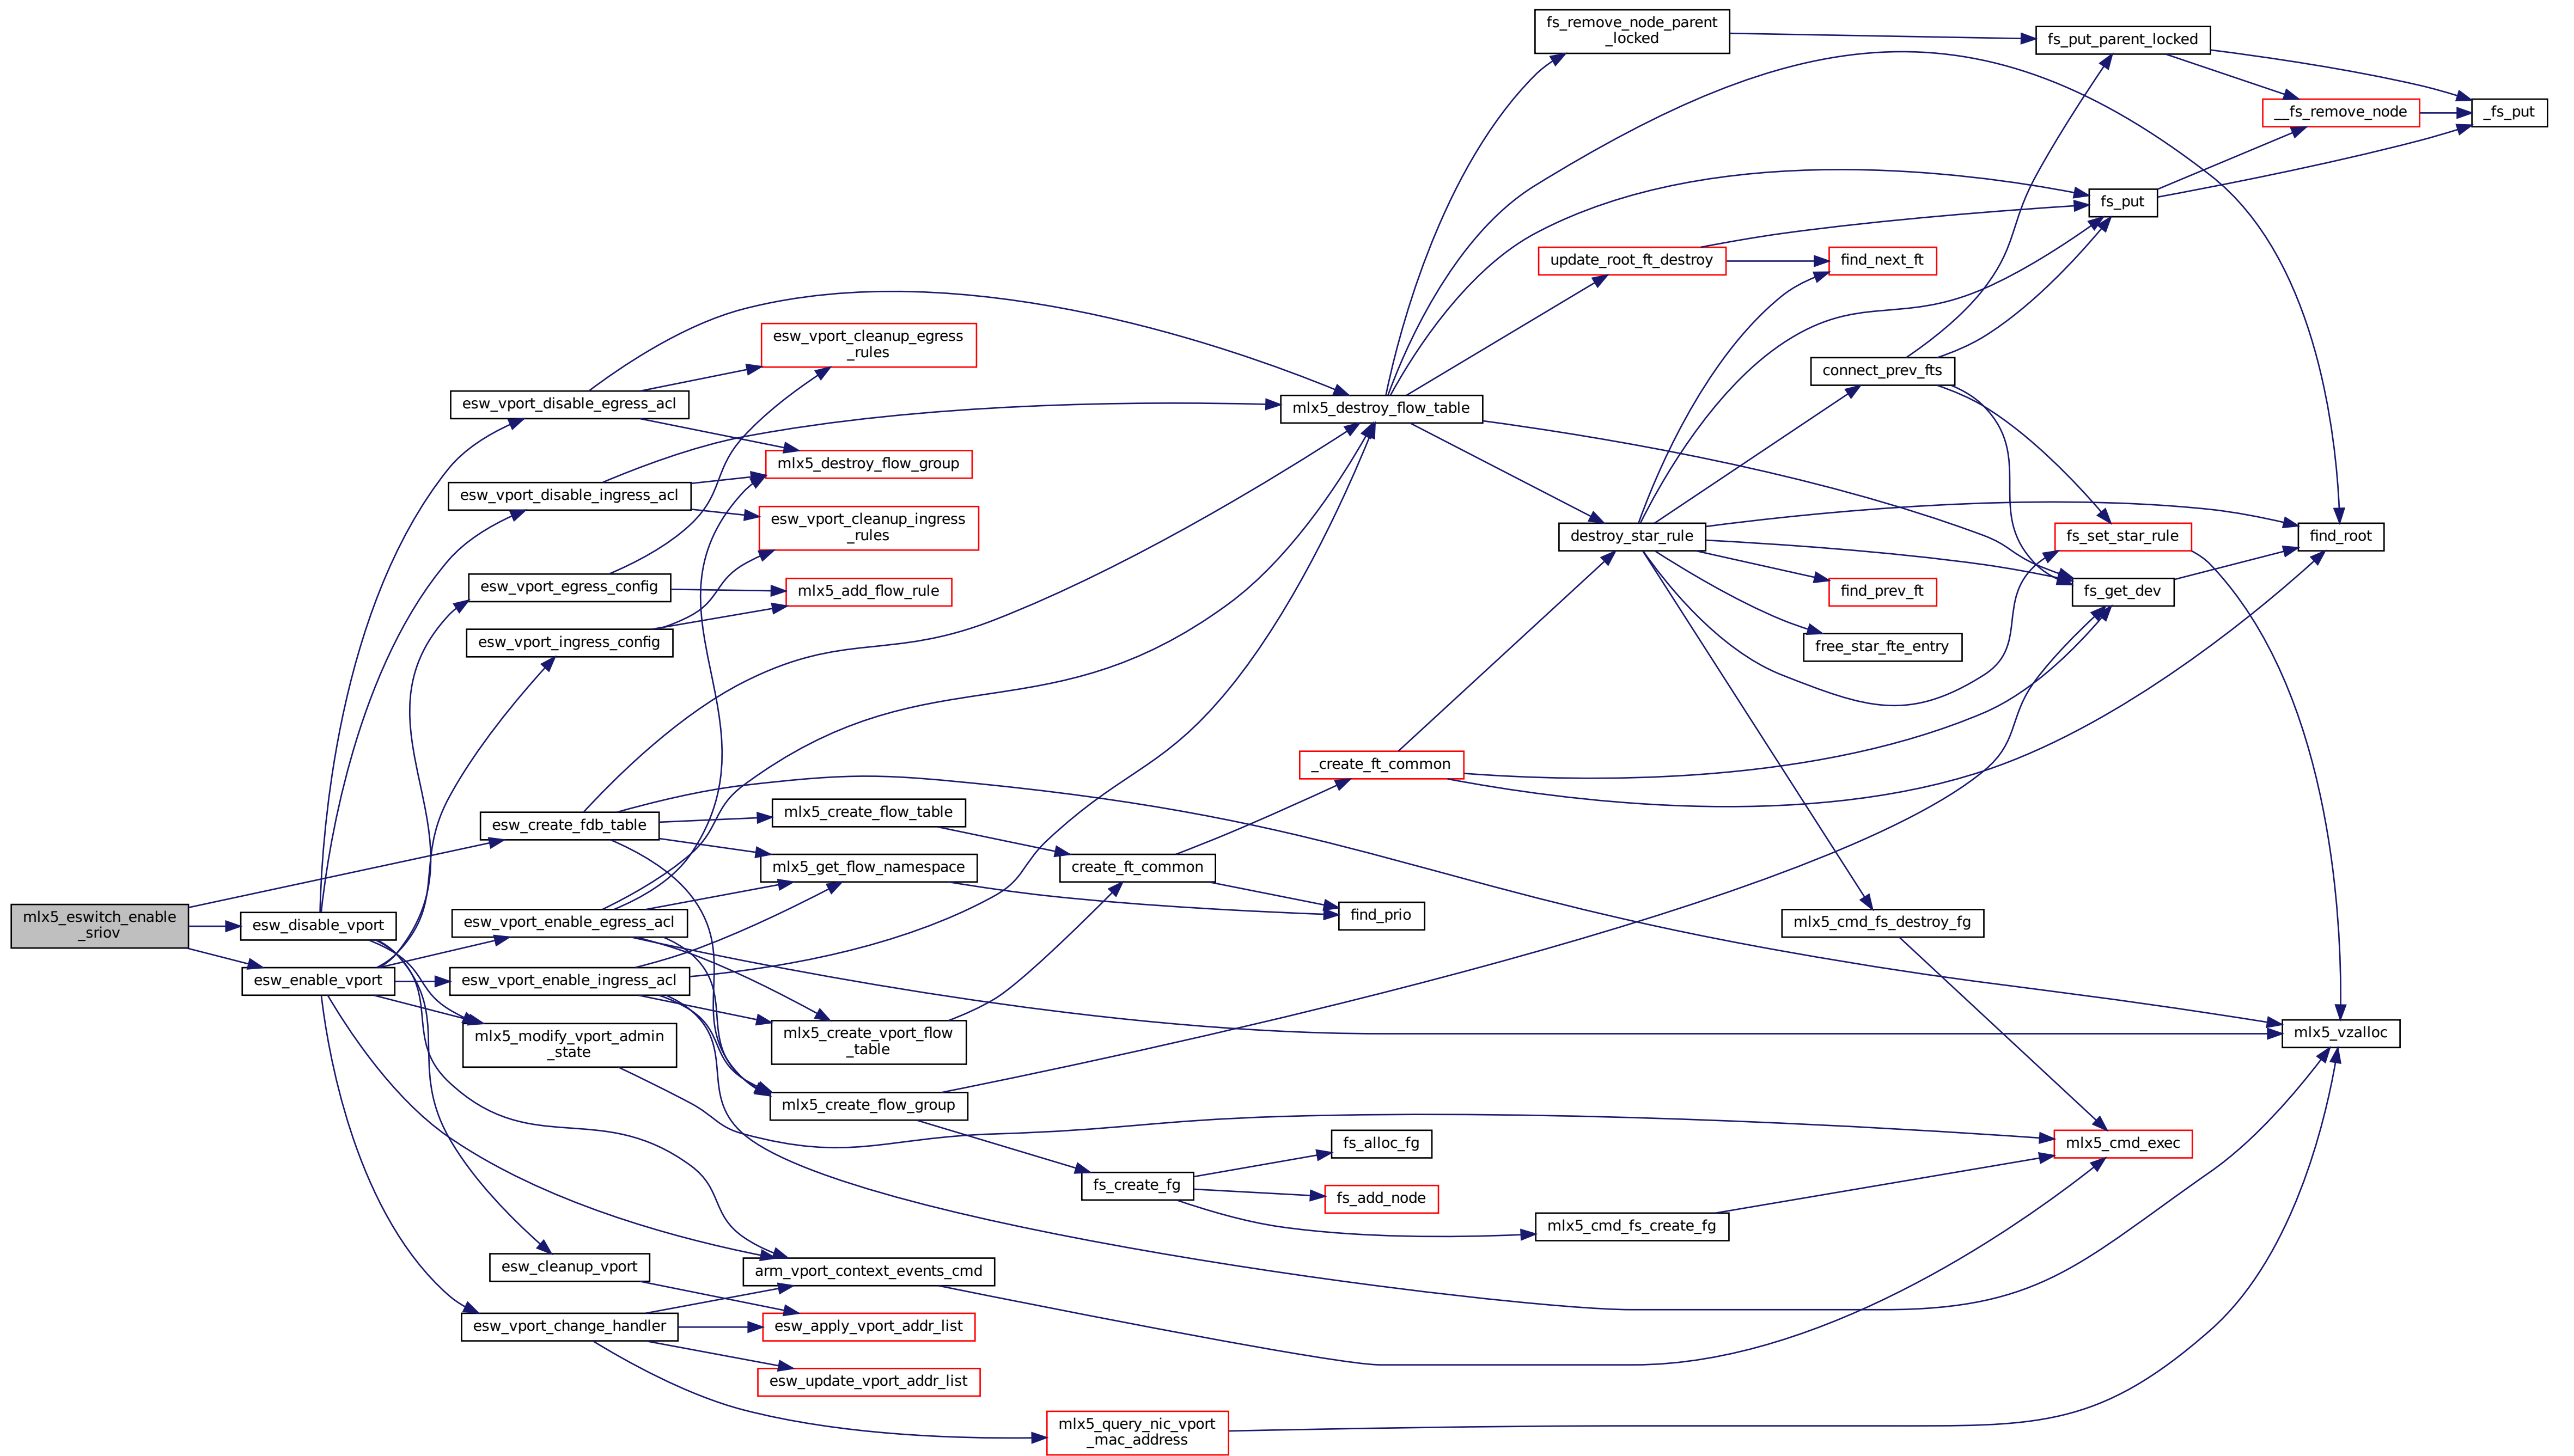 fs_remove_node_parent
_locked
fs_put_parent_locked
__fs_remove_node
_fs_put
fs_put
update_root_ft_destroy
find_next_ft
esw_vport_cleanup_egress
_rules
connect_prev_fts
esw_vport_disable_egress_acl
mlx5_destroy_flow_table
mlx5_destroy_flow_group
esw_vport_disable_ingress_acl
esw_vport_cleanup_ingress
_rules
destroy_star_rule
fs_set_star_rule
find_root
esw_vport_egress_config
mlx5_add_flow_rule
find_prev_ft
fs_get_dev
esw_vport_ingress_config
free_star_fte_entry
_create_ft_common
esw_create_fdb_table
mlx5_create_flow_table
mlx5_get_flow_namespace
create_ft_common
mlx5_eswitch_enable
_sriov
esw_disable_vport
esw_vport_enable_egress_acl
find_prio
mlx5_cmd_fs_destroy_fg
esw_enable_vport
esw_vport_enable_ingress_acl
mlx5_modify_vport_admin
_state
mlx5_create_vport_flow
_table
mlx5_vzalloc
mlx5_create_flow_group
fs_alloc_fg
mlx5_cmd_exec
fs_create_fg
fs_add_node
mlx5_cmd_fs_create_fg
esw_cleanup_vport
arm_vport_context_events_cmd
esw_vport_change_handler
esw_apply_vport_addr_list
esw_update_vport_addr_list
mlx5_query_nic_vport
_mac_address